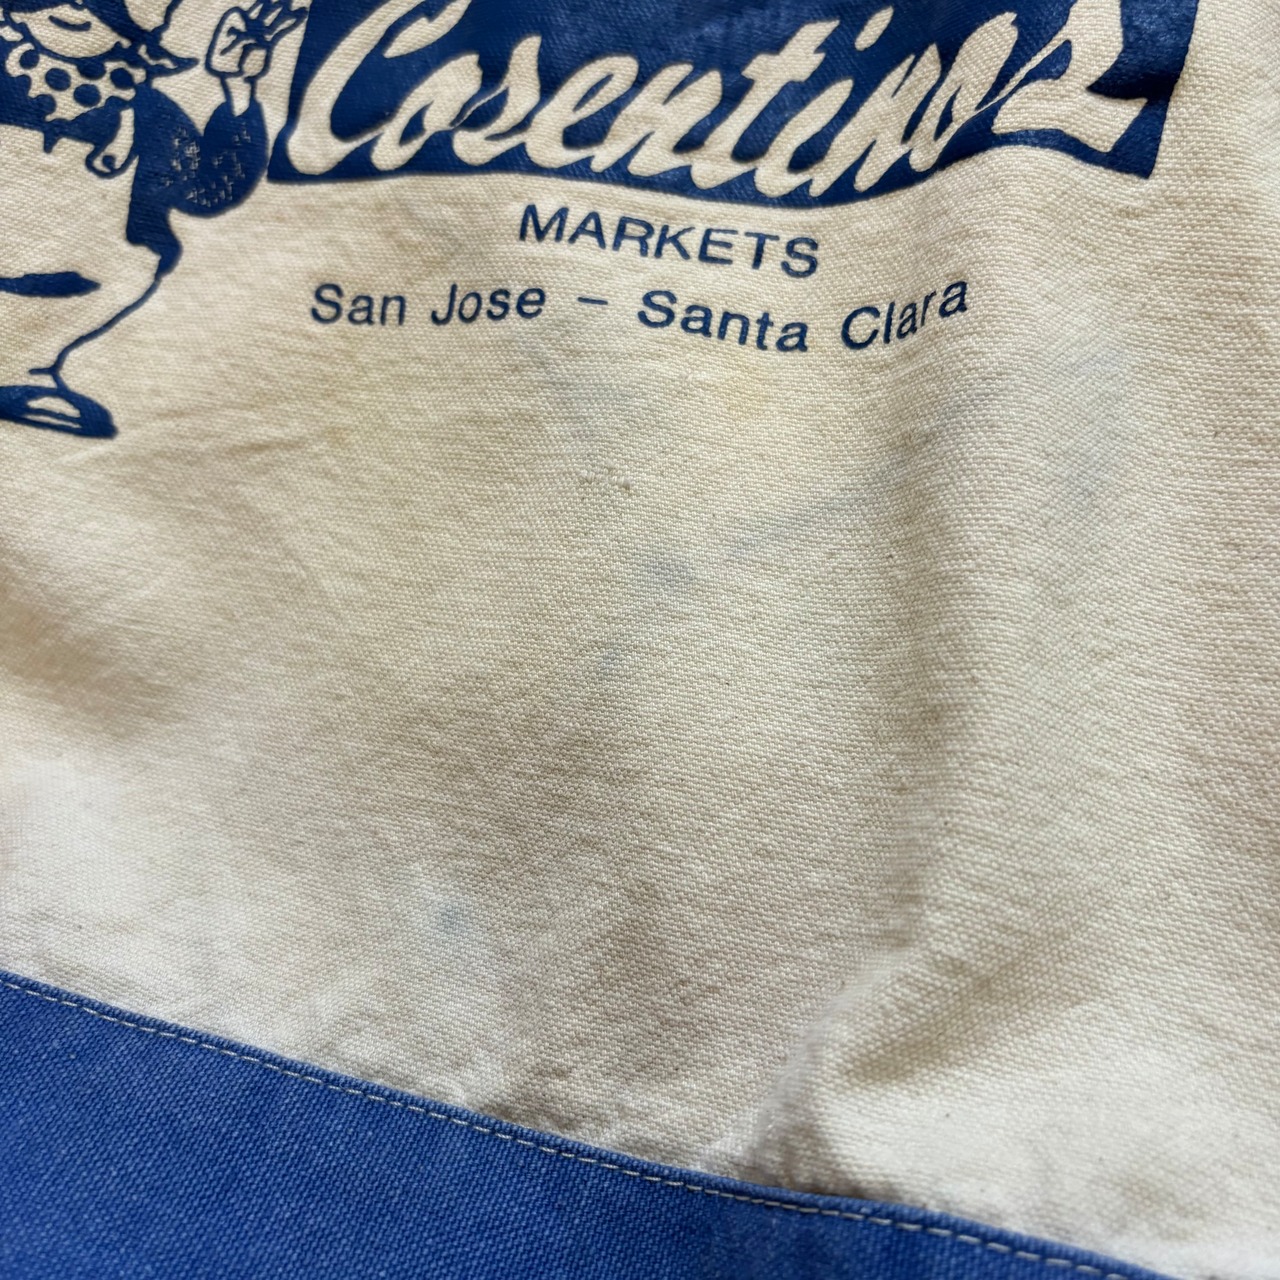 Cosentino's
MARKETS
San Jose - Santa Clara